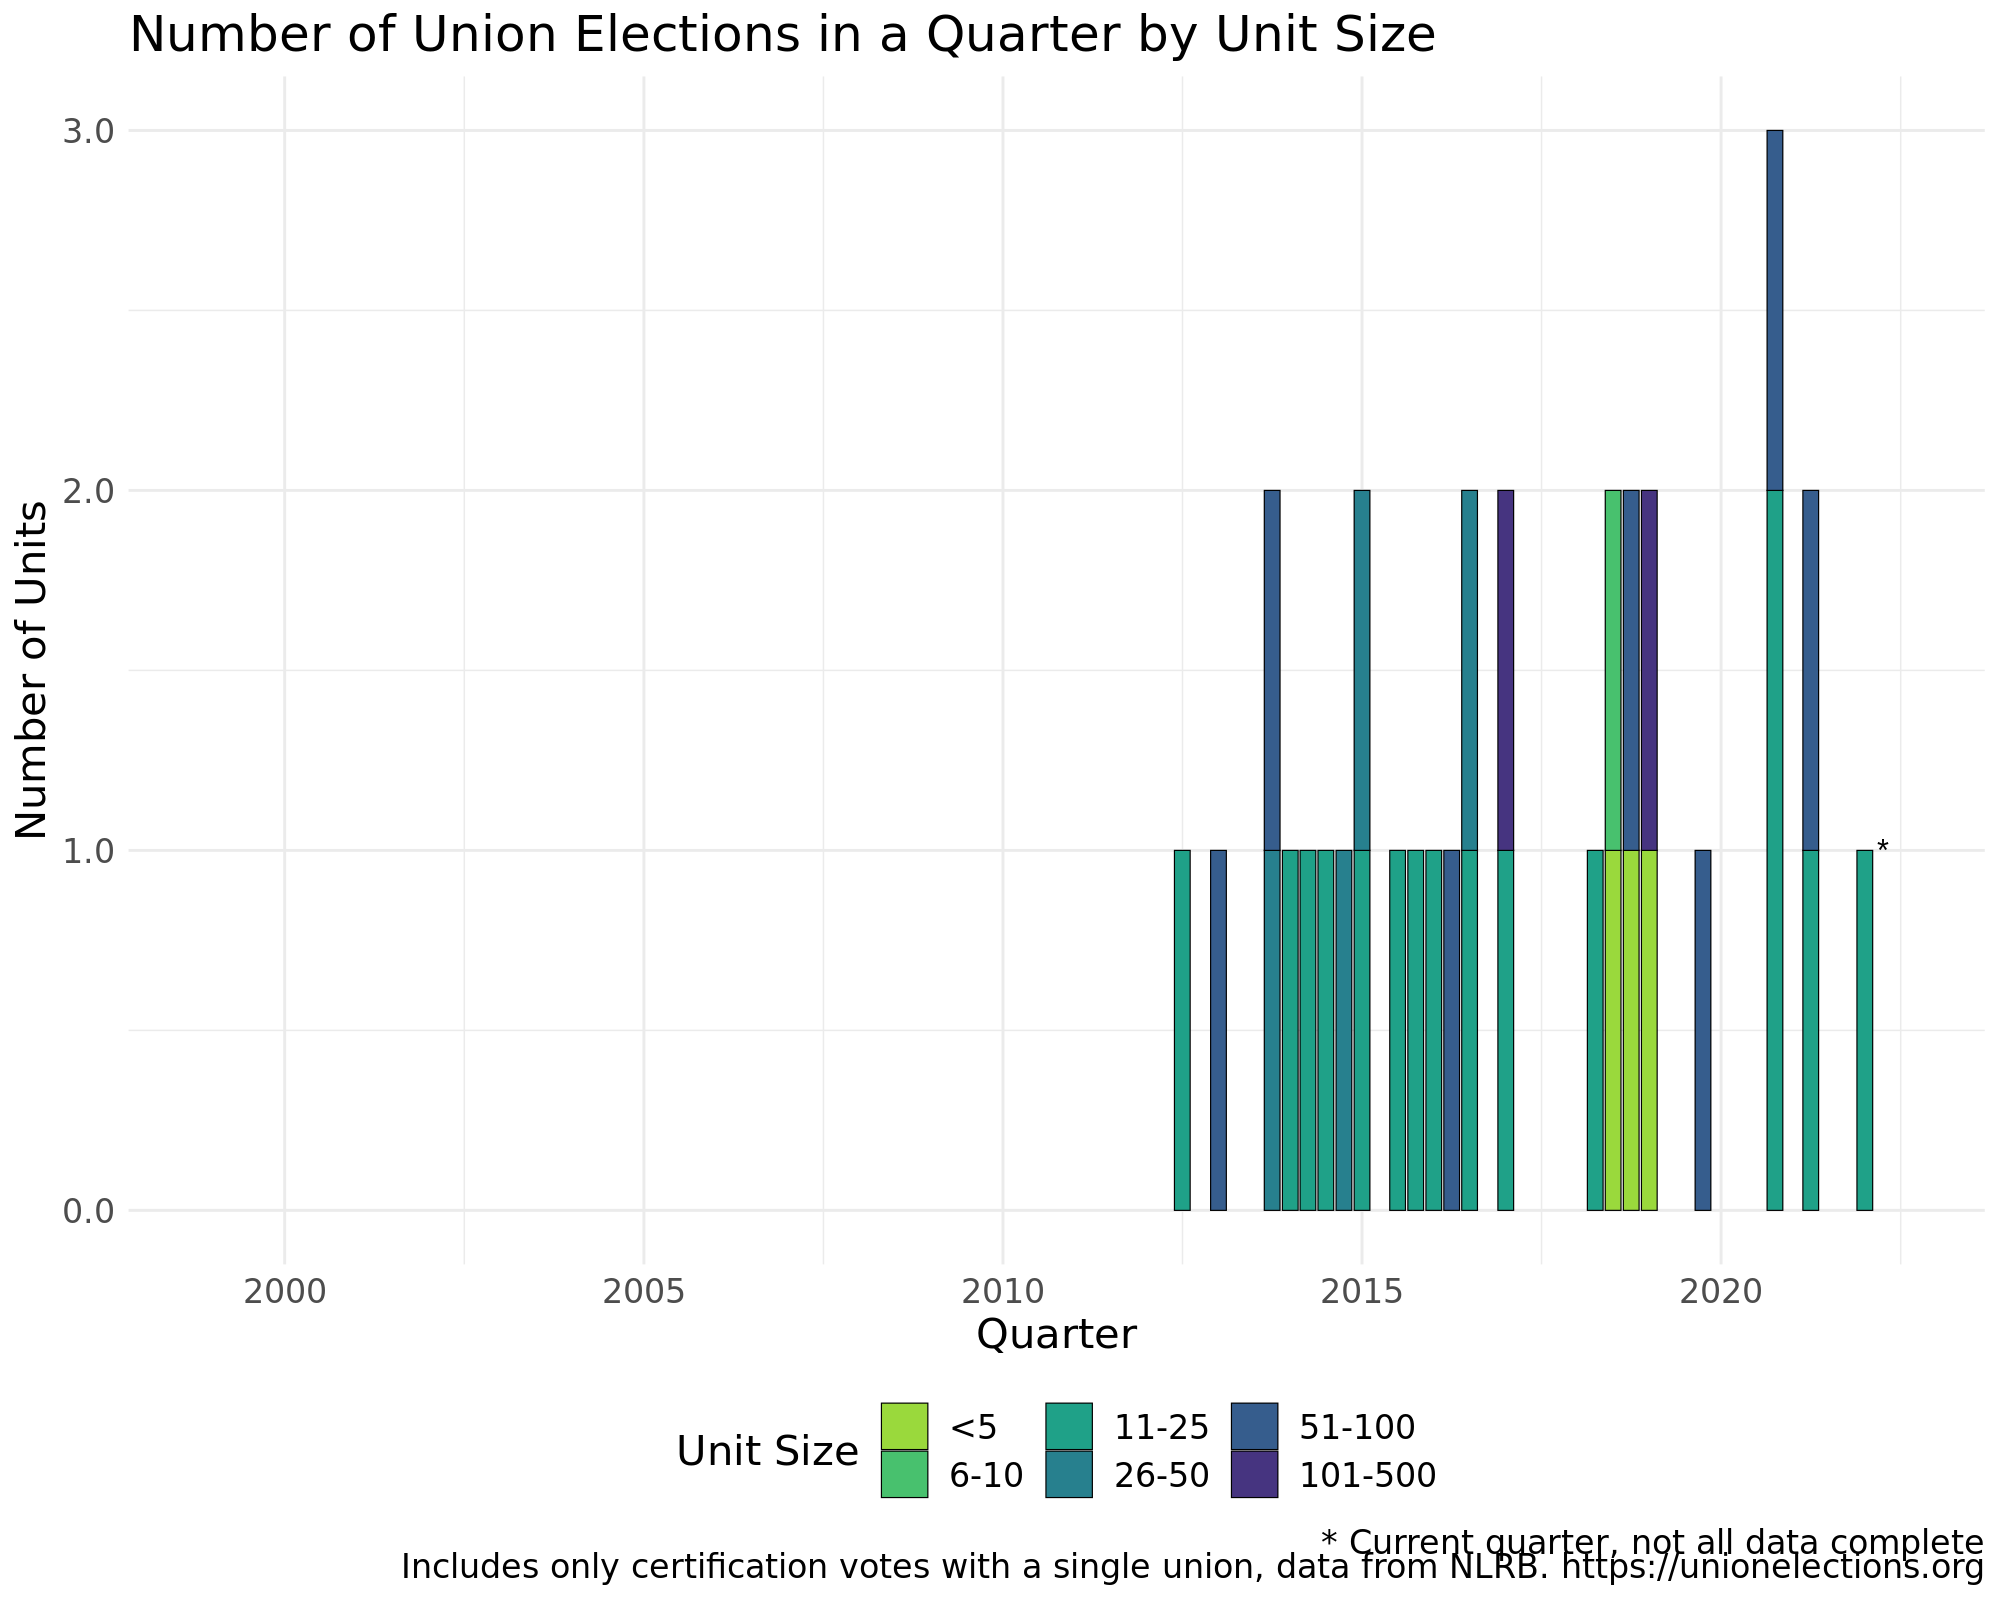 Number of Union Elections in a Quarter by Unit Size
Number of Units
3.0
2.0
1.0
0.0
*
2000 2005 2010 2015 2020
Quarter
Unit Size
<5 11-25 51-100
6-10 26-50 101-500
* Current quarter, not all data complete
Includes only certification votes with a single union, data from NLRB. https://unionelections.org